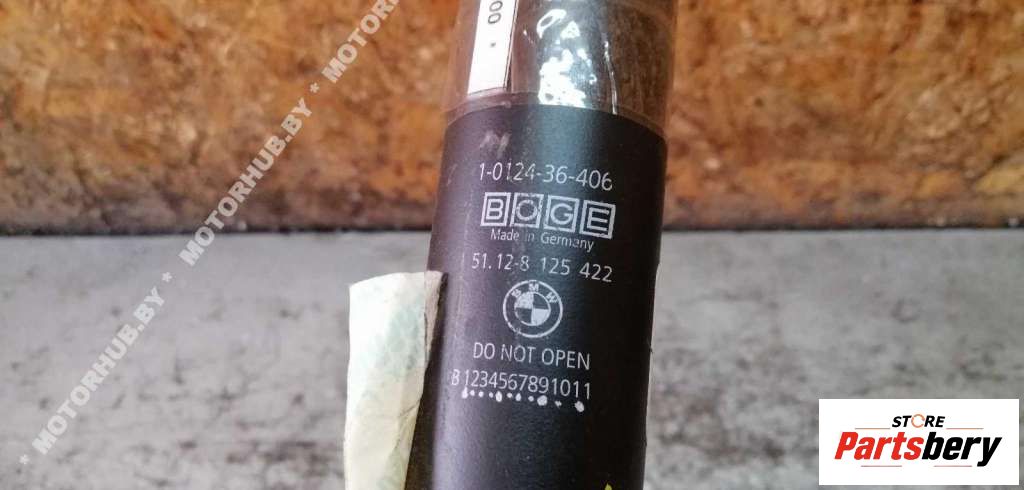 00 *
* MOTORHUB.BY * MOTORHUB.BY * MOTORHUB.BY *
1-0124-36-406
BOGE
Made in Germany
51.12-8 125 422
BMW
DO NOT OPEN
B 1234567891011
STORE
Partsbery